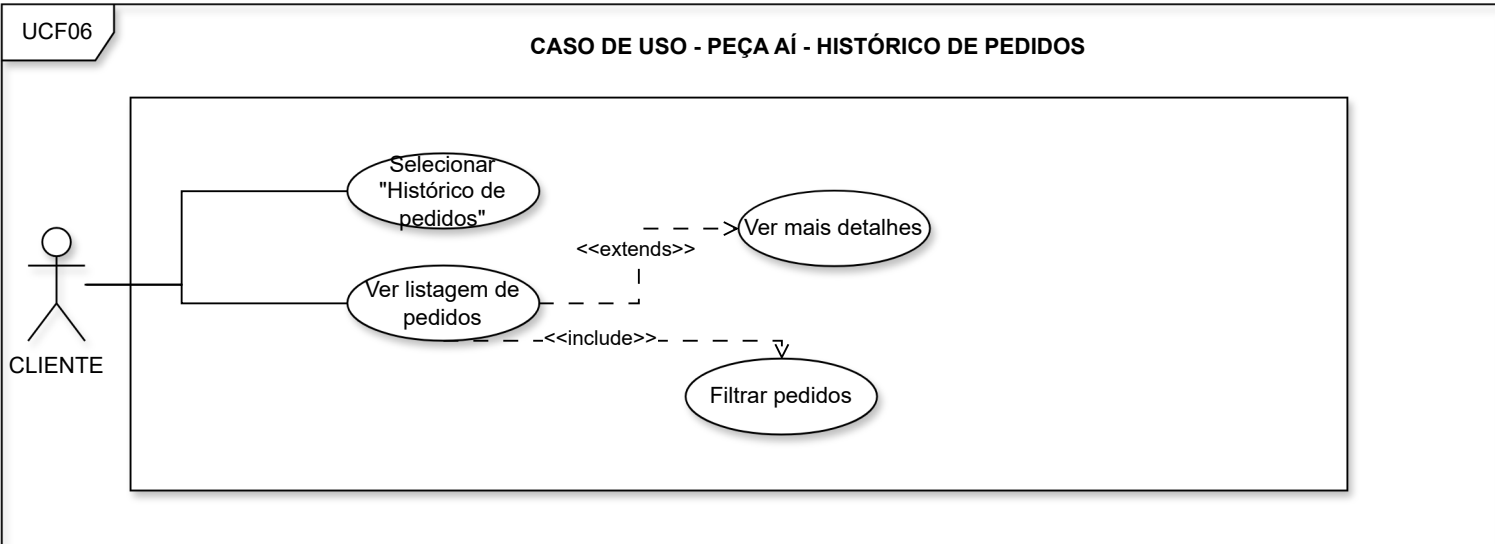 UCF06
CASO DE USO - PEÇA AÍ - HISTÓRICO DE PEDIDOS
Selecionar
"Histórico de
pedidos"
Ver mais detalhes
<<extends>>
Ver listagem de
pedidos
<<include>>
CLIENTE
Filtrar pedidos